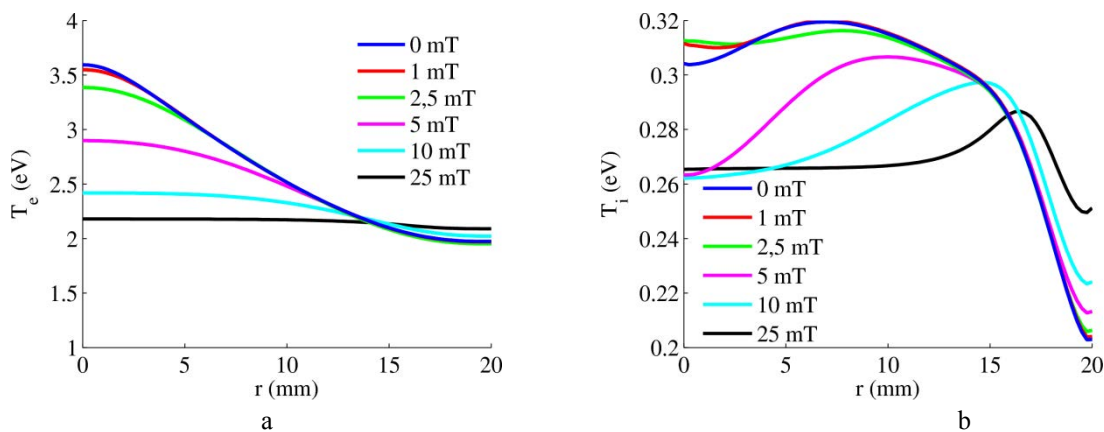 4
3.5
3
2.5
2
1.5
1
T_e (eV)
0 5 10 15 20
r (mm)
0 mT
1 mT
2,5 mT
5 mT
10 mT
25 mT
a
0.32
0.3
0.28
0.26
0.24
0.22
0.2
T_i (eV)
0 5 10 15 20
r (mm)
0 mT
1 mT
2,5 mT
5 mT
10 mT
25 mT
b